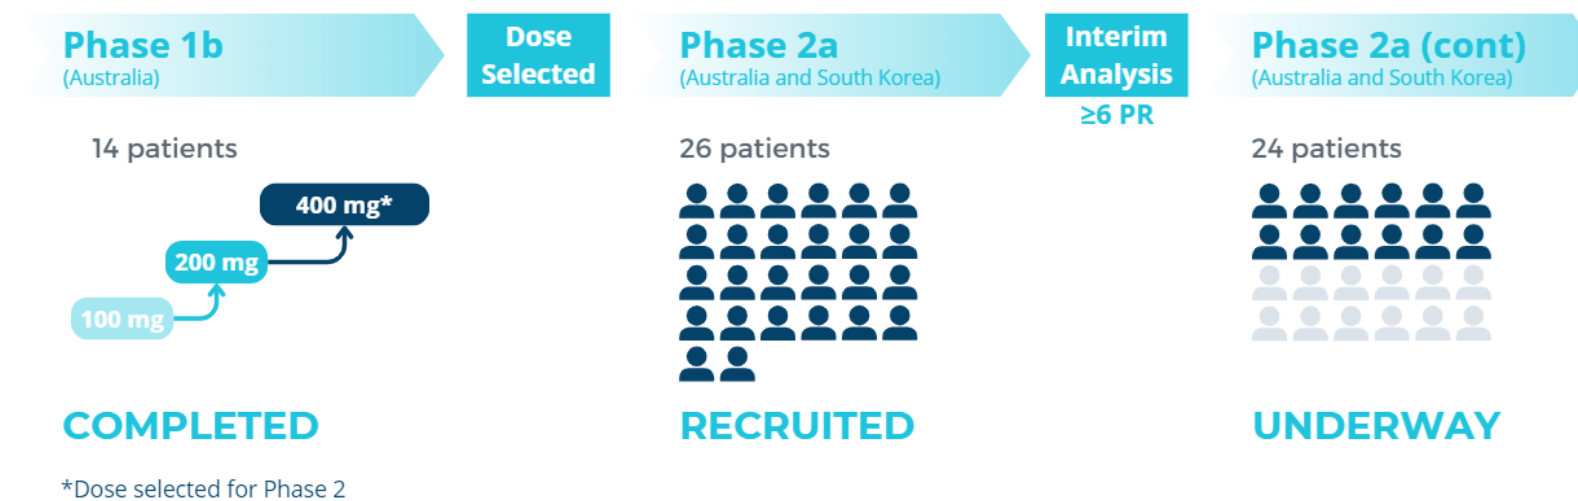 Phase 1b
(Australia)
Dose
Selected
Phase 2a
(Australia and South Korea)
Interim
Analysis
≥6 PR
Phase 2a (cont)
(Australia and South Korea)
14 patients
400 mg*
200 mg
100 mg
26 patients
24 patients
COMPLETED
RECRUITED
UNDERWAY
*Dose selected for Phase 2